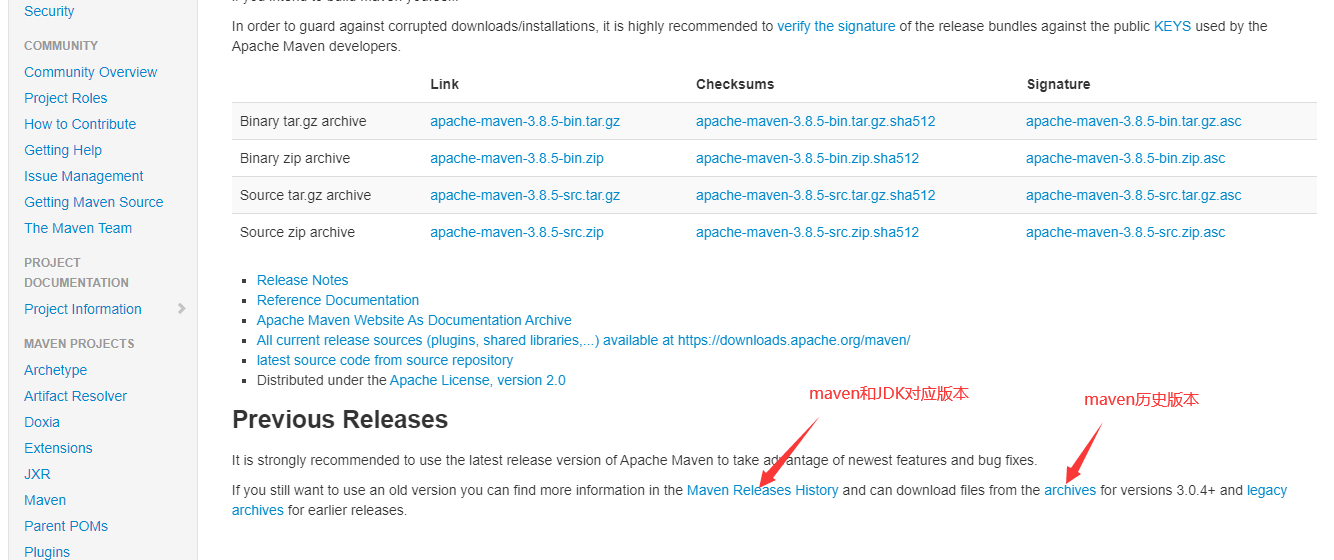 Security
COMMUNITY
Community Overview
Project Roles
How to Contribute
Getting Help
Issue Management
Getting Maven Source
The Maven Team
PROJECT
DOCUMENTATION
Project Information
MAVEN PROJECTS
Archetype
Artifact Resolver
Doxia
Extensions
JXR
Maven
Parent POMs
Plugins
In order to guard against corrupted downloads/installations, it is highly recommended to verify the signature of the release bundles against the public KEYS used by the
Apache Maven developers.
Link Checksums Signature
Binary tar.gz archive apache-maven-3.8.5-bin.tar.gz apache-maven-3.8.5-bin.tar.gz.sha512 apache-maven-3.8.5-bin.tar.gz.asc
Binary zip archive apache-maven-3.8.5-bin.zip apache-maven-3.8.5-bin.zip.sha512 apache-maven-3.8.5-bin.zip.asc
Source tar.gz archive apache-maven-3.8.5-src.tar.gz apache-maven-3.8.5-src.tar.gz.sha512 apache-maven-3.8.5-src.tar.gz.asc
Source zip archive apache-maven-3.8.5-src.zip apache-maven-3.8.5-src.zip.sha512 apache-maven-3.8.5-src.zip.asc
Release Notes
Reference Documentation
Apache Maven Website As Documentation Archive
All current release sources (plugins, shared libraries,...) available at https://downloads.apache.org/maven/
latest source code from source repository
Distributed under the Apache License, version 2.0
maven和JDK对应版本
maven历史版本
Previous Releases
It is strongly recommended to use the latest release version of Apache Maven to take advantage of newest features and bug fixes.
If you still want to use an old version you can find more information in the Maven Releases History and can download files from the archives for versions 3.0.4+ and legacy
archives for earlier releases.